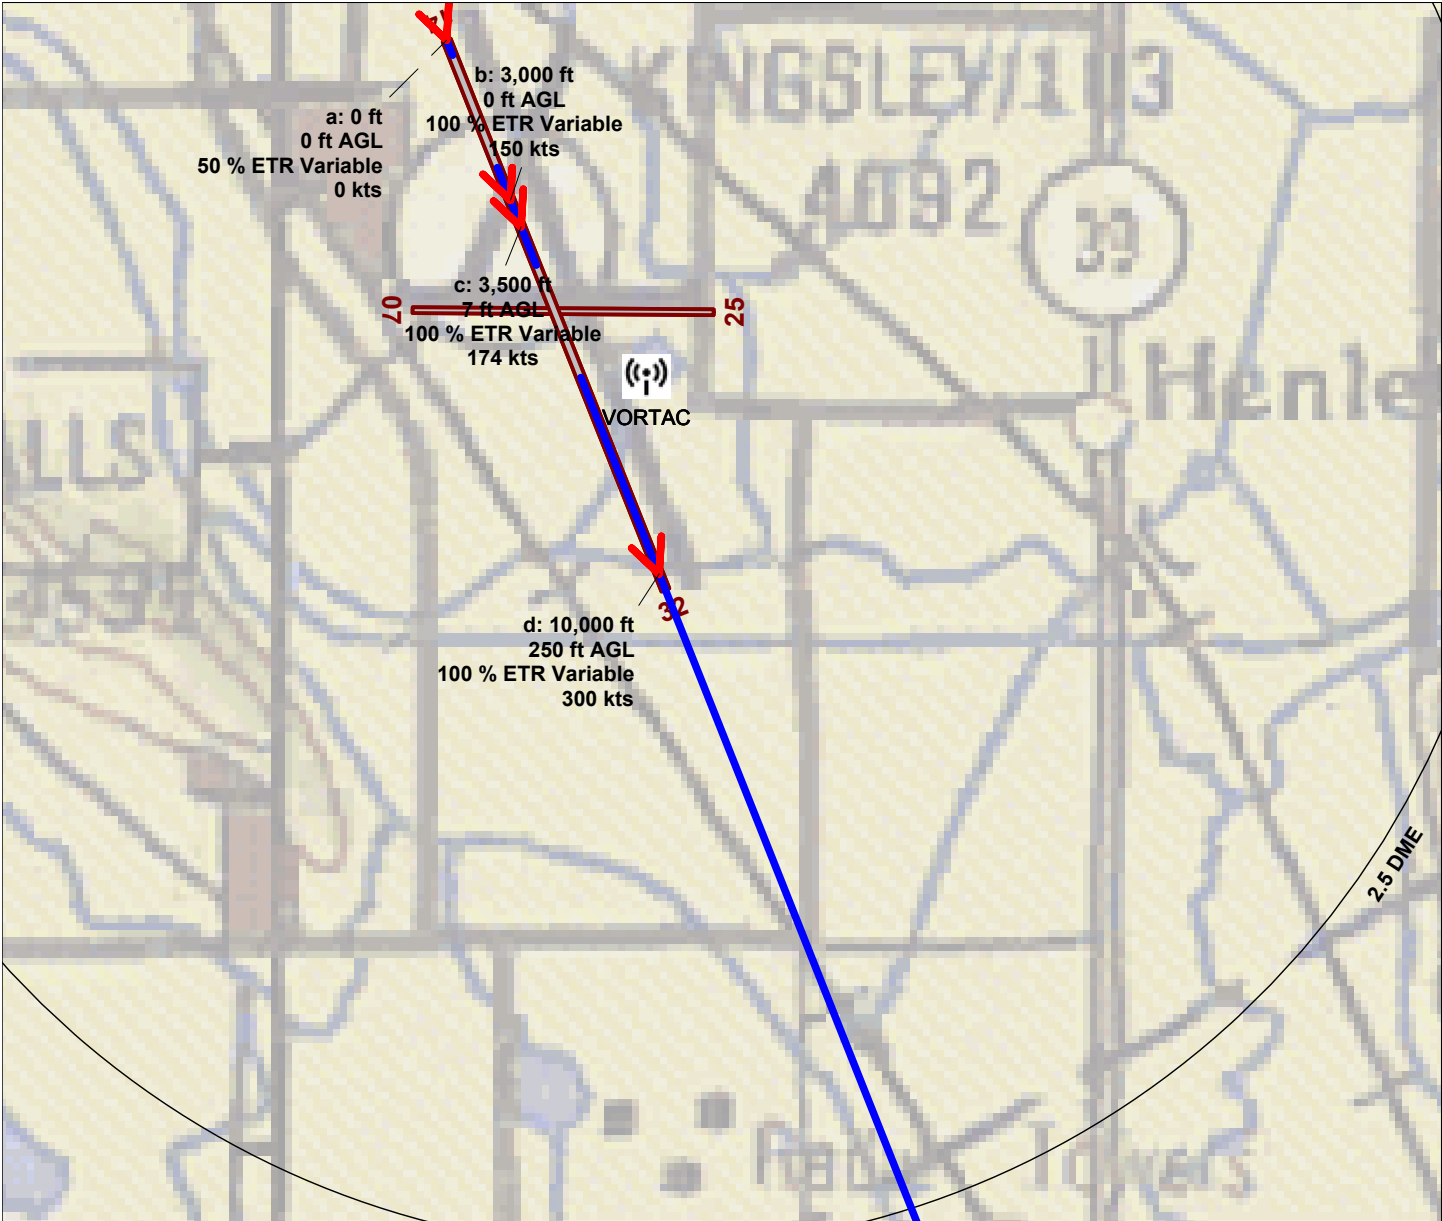 b: 3,000 ft
0 ft AGL
100 % ETR Variable
150 kts
a: 0 ft
0 ft AGL
50 % ETR Variable
0 kts
KINGSLEY/1 3
4092
39
c: 3,500 ft
7 ft AGL
100 % ETR Variable
174 kts
07
25
VORTAC
Henle
LLS
32
d: 10,000 ft
250 ft AGL
100 % ETR Variable
300 kts
2.5 DME
Towers